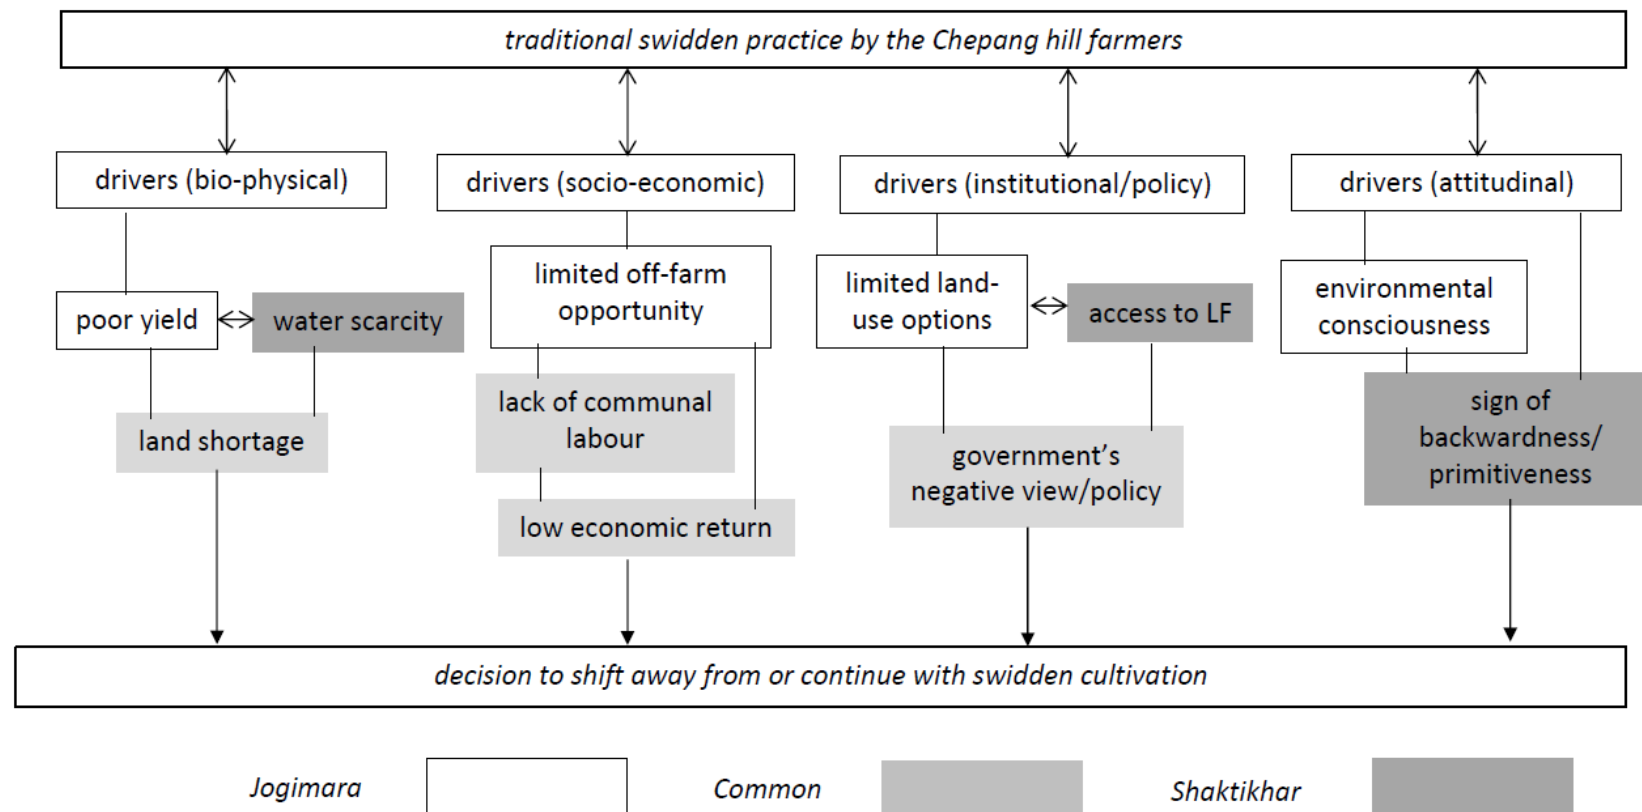 traditional swidden practice by the Chepang hill farmers
drivers (bio-physical)
drivers (socio-economic)
drivers (institutional/policy)
drivers (attitudinal)
poor yield
water scarcity
land shortage
limited off-farm
opportunity
lack of communal
labour
low economic return
limited land-
use options
access to LF
government’s
negative view/policy
environmental
consciousness
sign of
backwardness/
primitiveness
decision to shift away from or continue with swidden cultivation
Jogimara
Common
Shaktikhar